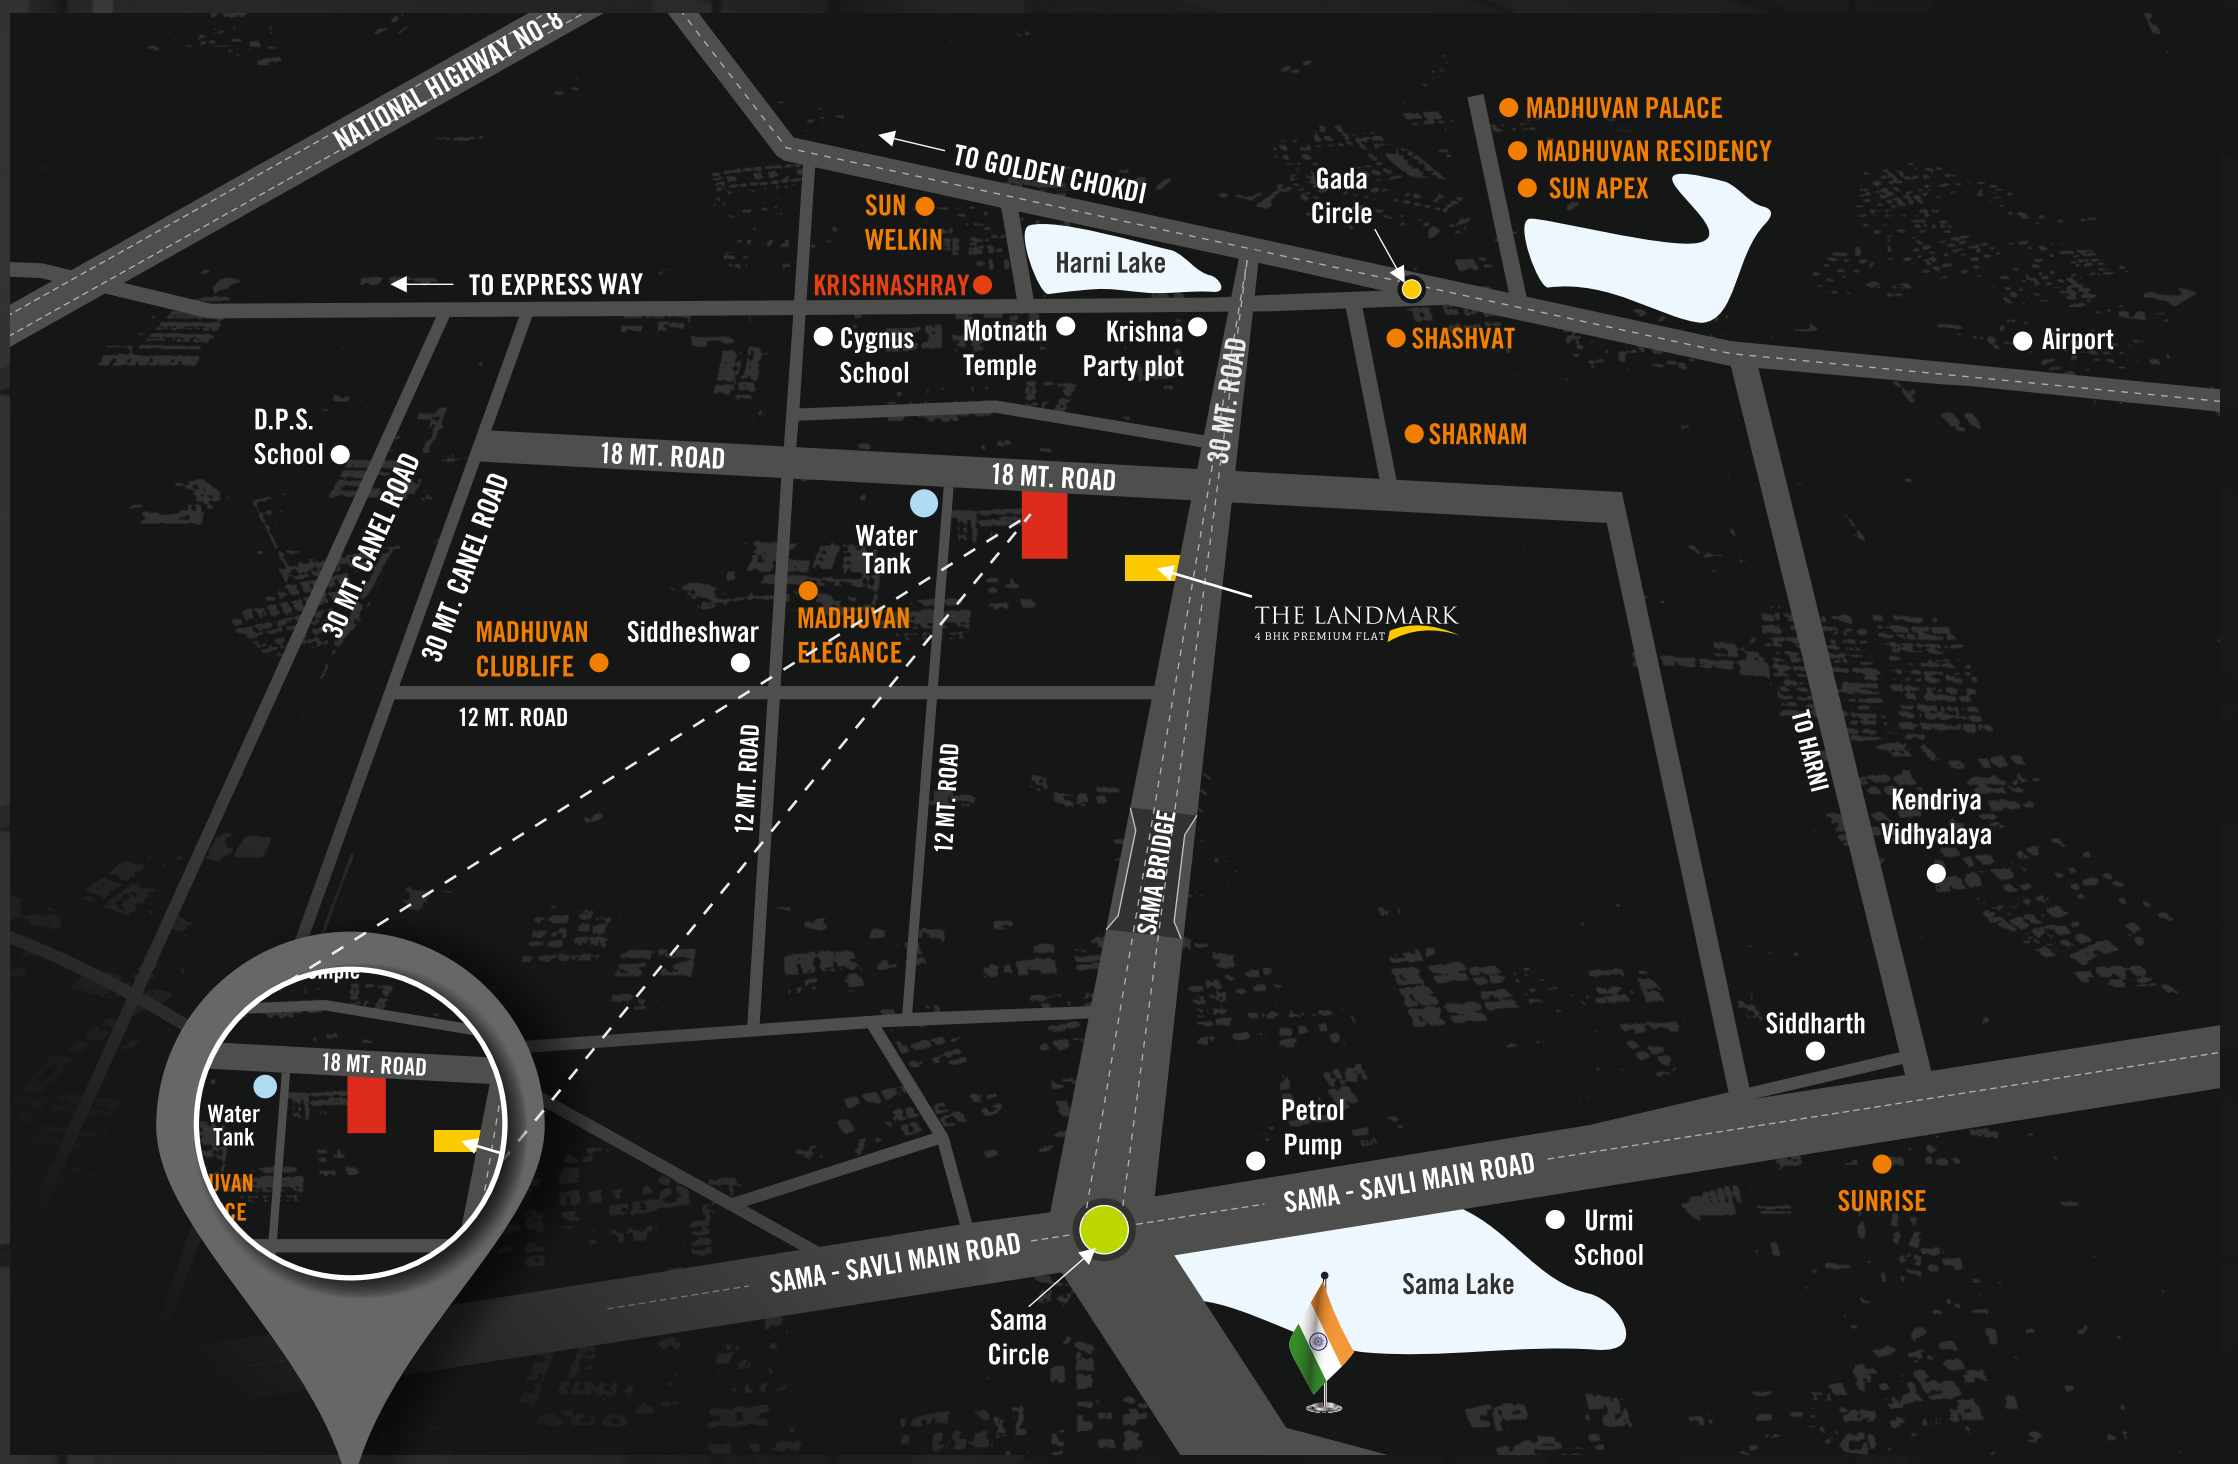 NATIONAL HIGHWAY NO-8
TO GOLDEN CHOKDI
Gada
Circle
MADHUVAN PALACE
MADHUVAN RESIDENCY
SUN APEX
SUN
WELKIN
KRISHNASHRAY
Harni Lake
TO EXPRESS WAY
Cygnus
School
Motnath
Temple
Krishna
Party plot
30 MT. ROAD
SHASHVAT
Airport
D.P.S.
School
SHARNAM
18 MT. ROAD
18 MT. ROAD
30 MT. CANEL ROAD
30 MT. CANEL ROAD
Water
Tank
THE LANDMARK
4 BHK PREMIUM FLAT
MADHUVAN
CLUBLIFE
Siddheshwar
MADHUVAN
ELEGANCE
12 MT. ROAD
12 MT. ROAD
12 MT. ROAD
TO HARNI
SAMA BRIDGE
Kendriya
Vidhyalaya
Siddharth
emple
18 MT. ROAD
Water
Tank
UVAN
CE
Petrol
Pump
SAMA - SAVLI MAIN ROAD
SAMA - SAVLI MAIN ROAD
SUNRISE
Urmi
School
Sama Lake
Sama
Circle